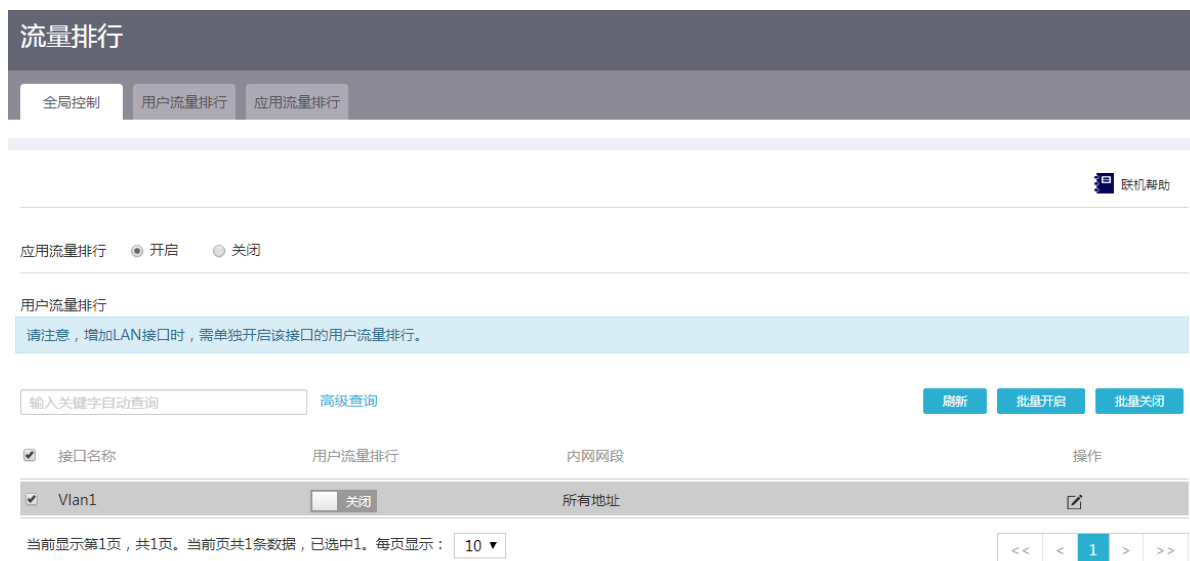 流量排行
全局控制 用户流量排行 应用流量排行
联机帮助
应用流量排行 开启 关闭
用户流量排行
请注意，增加LAN接口时，需单独开启该接口的用户流量排行。
输入关键字自动查询 高级查询 刷新 批量开启 批量关闭
接口名称 用户流量排行 内网网段 操作
Vlan1 关闭 所有地址
当前显示第1页，共1页。当前页共1条数据，已选中1。每页显示： 10 << < 1 > >>